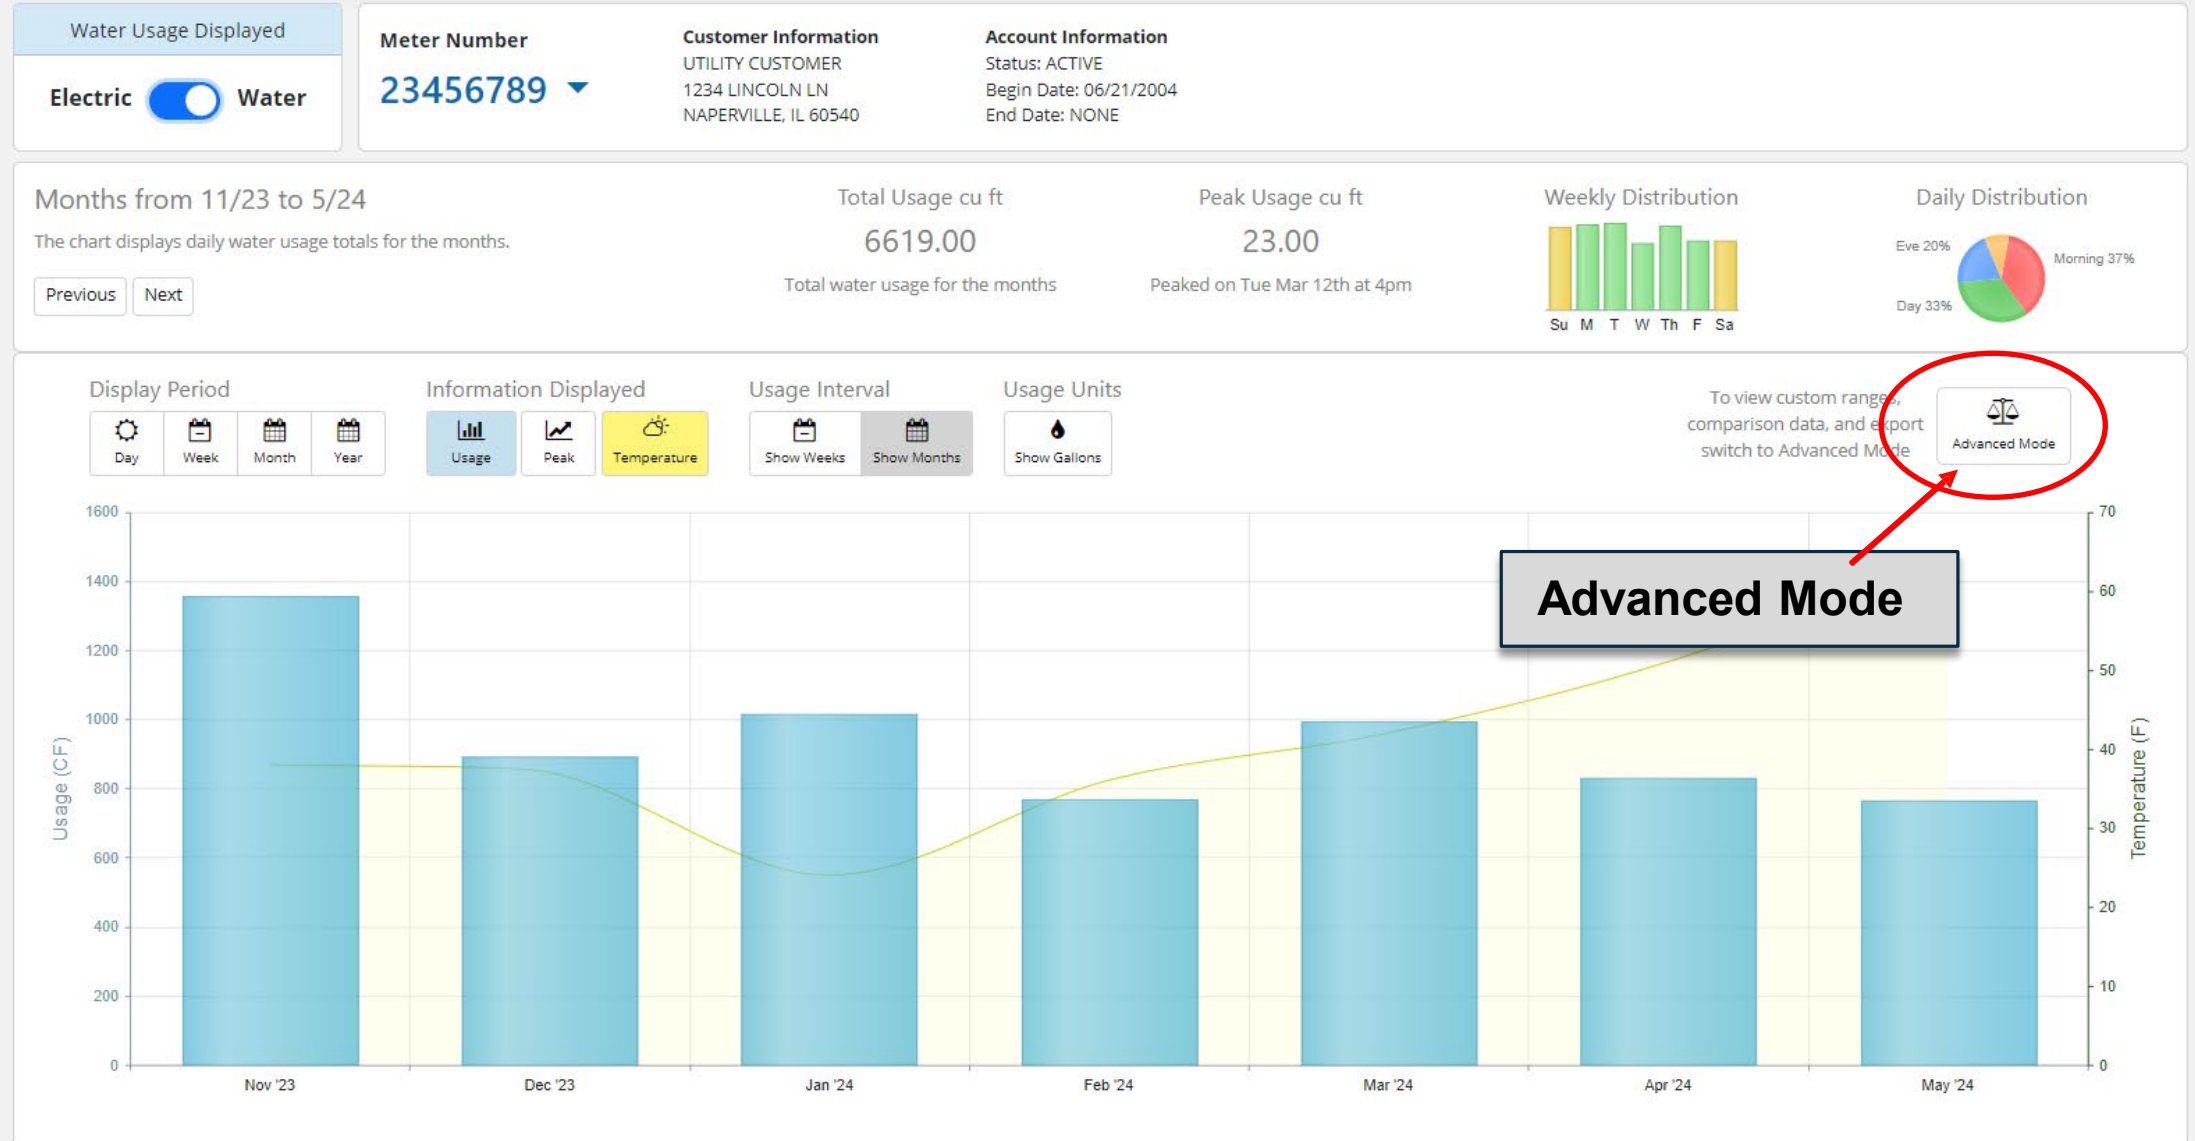 Water Usage Displayed
Electric Water
Meter Number
23456789
Customer Information
UTILITY CUSTOMER
1234 LINCOLN LN
NAPERVILLE, IL 60540
Account Information
Status: ACTIVE
Begin Date: 06/21/2004
End Date: NONE
Months from 11/23 to 5/24
The chart displays daily water usage totals for the months.
Previous Next
Total Usage cu ft
6619.00
Total water usage for the months
Peak Usage cu ft
23.00
Peaked on Tue Mar 12th at 4pm
Weekly Distribution
Su M T W Th F Sa
Daily Distribution
Eve 20%
Morning 37%
Day 33%
Display Period
Day Week Month Year
Information Displayed
Usage Peak Temperature
Usage Interval
Show Weeks Show Months
Usage Units
Show Gallons
To view custom ranges,
comparison data, and export
switch to Advanced Mode
Advanced Mode
Advanced Mode
Usage (CF)
1600
1400
1200
1000
800
600
400
200
0
70
60
50
40
30
20
10
0
Temperature (F)
Nov '23 Dec '23 Jan '24 Feb '24 Mar '24 Apr '24 May '24